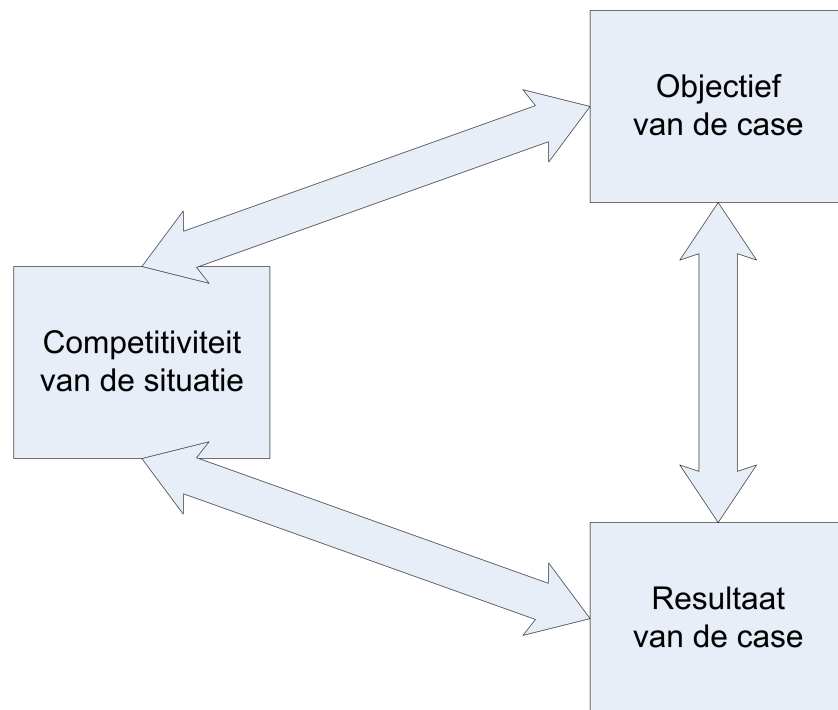 Objectief
van de case
Competitiviteit
van de situatie
Resultaat
van de case